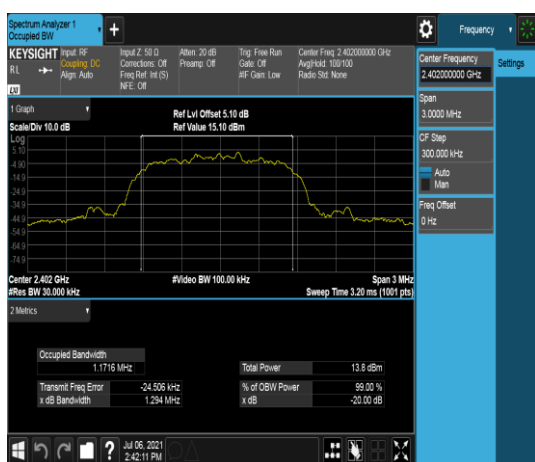 Spectrum Analyzer 1
Occupied BW
+
Frequency
KEYSIGHT
RL
Input: RF
Coupling: DC
Align: Auto
Input Z: 50 Ω
Corrections: Off
Freq Ref: Int (S)
NFE: Off
Atten: 20 dB
Preamp: Off
Trig: Free Run
Gate: Off
#IF Gain: Low
Center Freq: 2.402000000 GHz
Avg|Hold: 100/100
Radio Std: None
Center Frequency
2.402000000 GHz
Settings
Span
3.0000 MHz
CF Step
300.000 kHz
Auto
Man
Freq Offset
0 Hz
1 Graph
Scale/Div 10.0 dB
Ref Lvl Offset 5.10 dB
Ref Value 15.10 dBm
Log
5.10
-4.90
-14.9
-24.9
-34.9
-44.9
-54.9
-64.9
-74.9
Center 2.402 GHz
#Video BW 100.00 kHz
Span 3 MHz
#Res BW 30.000 kHz
Sweep Time 3.20 ms (1001 pts)
2 Metrics
Occupied Bandwidth
1.1716 MHz
Total Power
13.8 dBm
Transmit Freq Error
-24.506 kHz
% of OBW Power
99.00 %
x dB Bandwidth
1.294 MHz
x dB
-20.00 dB
?
Jul 06, 2021
2:42:11 PM